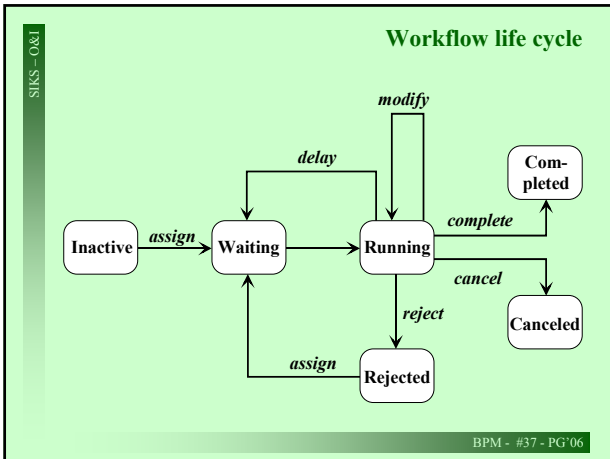 SIKS – O&I
Workflow life cycle
modify
delay
Com-
pleted
Inactive
assign
Waiting
Running
complete
cancel
reject
Canceled
assign
Rejected
BPM - #37 - PG'06